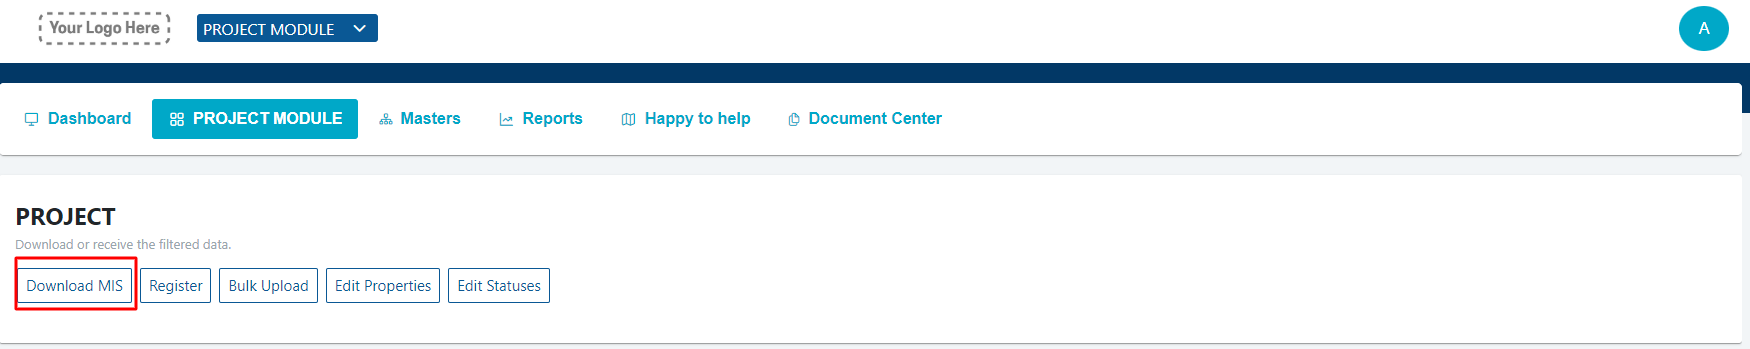 Your Logo Here PROJECT MODULE A
Dashboard PROJECT MODULE Masters Reports Happy to help Document Center
PROJECT
Download or receive the filtered data.
Download MIS Register Bulk Upload Edit Properties Edit Statuses